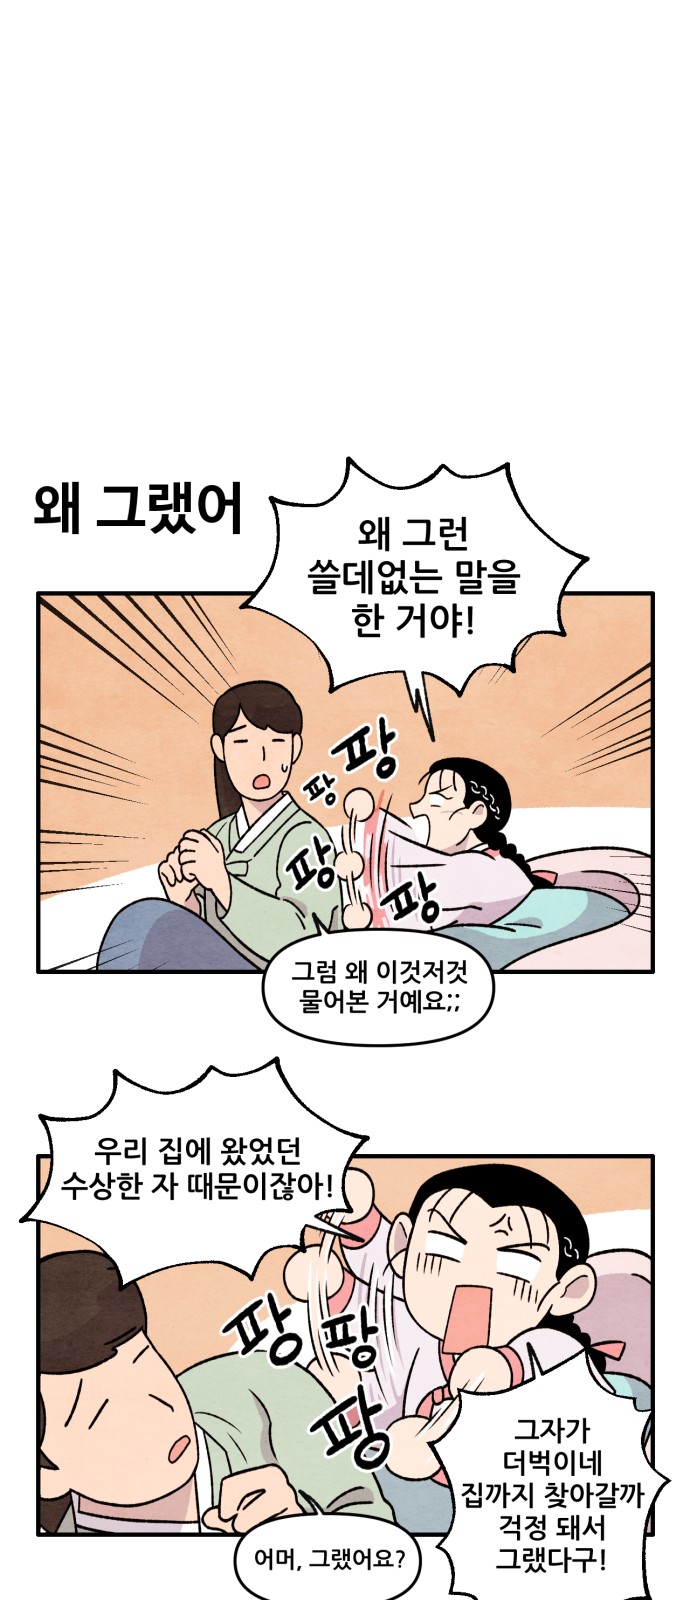 왜 그랬어
왜 그런
쓸데없는 말을
한 거야!
팡
팡
팡
팡
그럼 왜 이것저것
물어본 거예요;;
우리 집에 왔었던
수상한 자 때문이잖아!
팡
팡
팡
그자가
더벅이네
집까지 찾아갈까
걱정 돼서
그랬다구!
어머, 그랬어요?